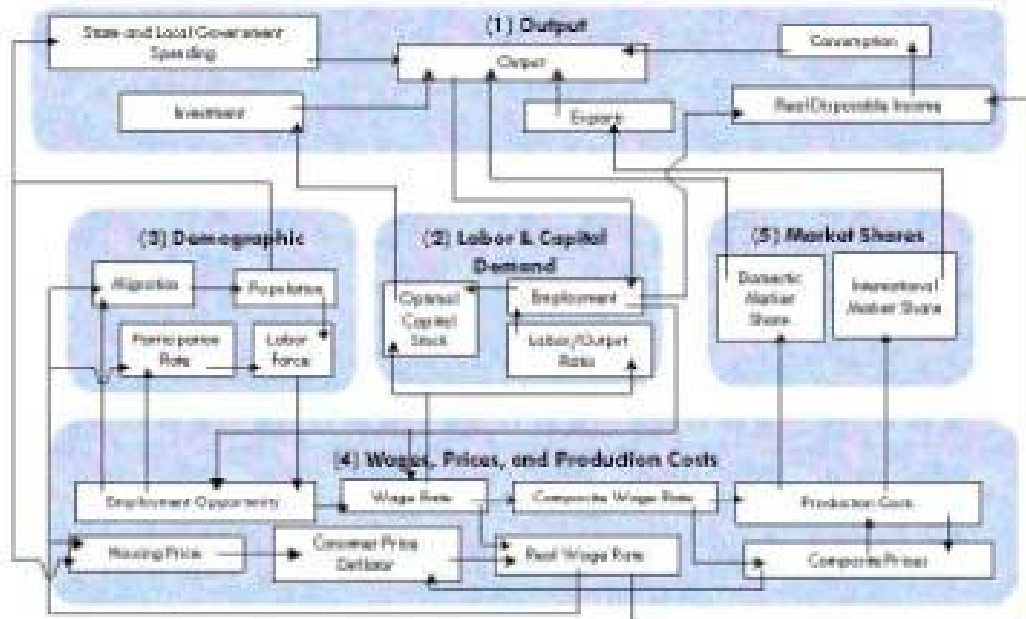 (1) Output
State and Local Government
Spending
Output
Consumption
Investment
Exports
Real Disposable Income
(3) Demographic
(2) Labor & Capital
Demand
(5) Market Shares
Migration
Population
Optimal
Capital
Stock
Employment
Domestic
Market
Share
International
Market Share
Participation
Rate
Labor
Force
Labor/Output
Ratio
(4) Wages, Prices, and Production Costs
Employment Opportunity
Wage Rate
Composite Wage Rate
Production Costs
Housing Price
Consumer Price
Deflator
Real Wage Rate
Composite Prices